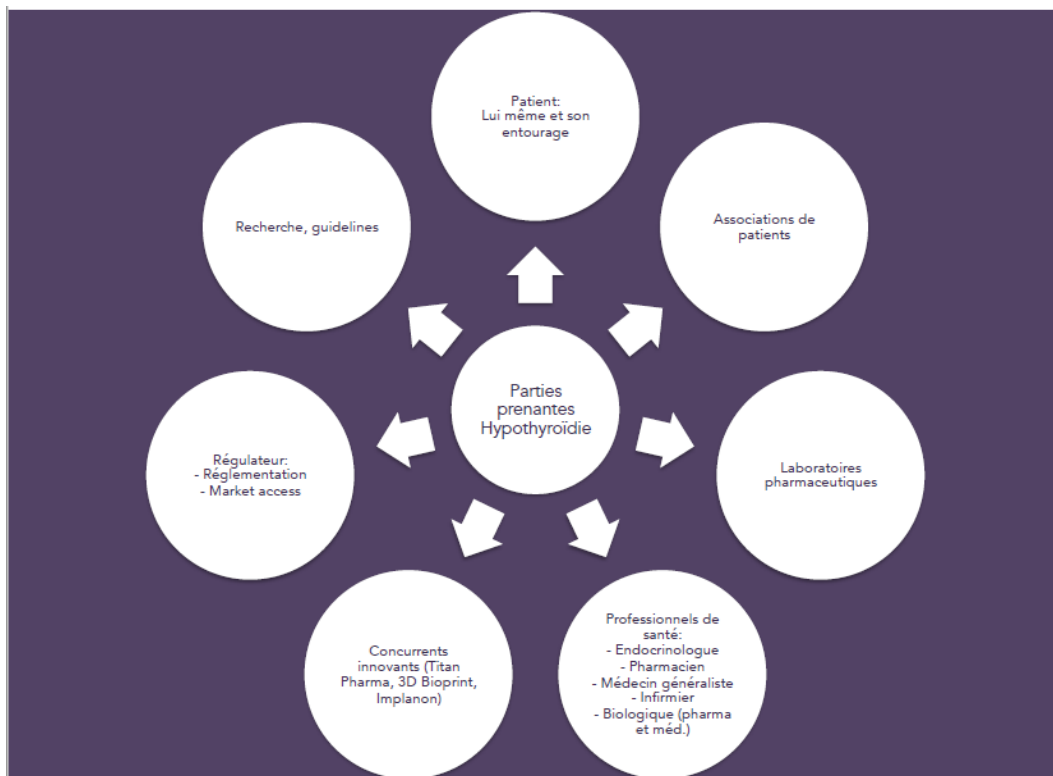 Patient:
Lui même et son
entourage
Associations de
patients
Laboratoires
pharmaceutiques
Professionnels de
santé:
- Endocrinologue
- Pharmacien
- Médecin généraliste
- Infirmier
- Biologique (pharma
et méd.)
Concurrents
innovants (Titan
Pharma, 3D Bioprint,
Implanon)
Régulateur:
- Réglementation
- Market access
Recherche, guidelines
Parties
prenantes
Hypothyroïdie